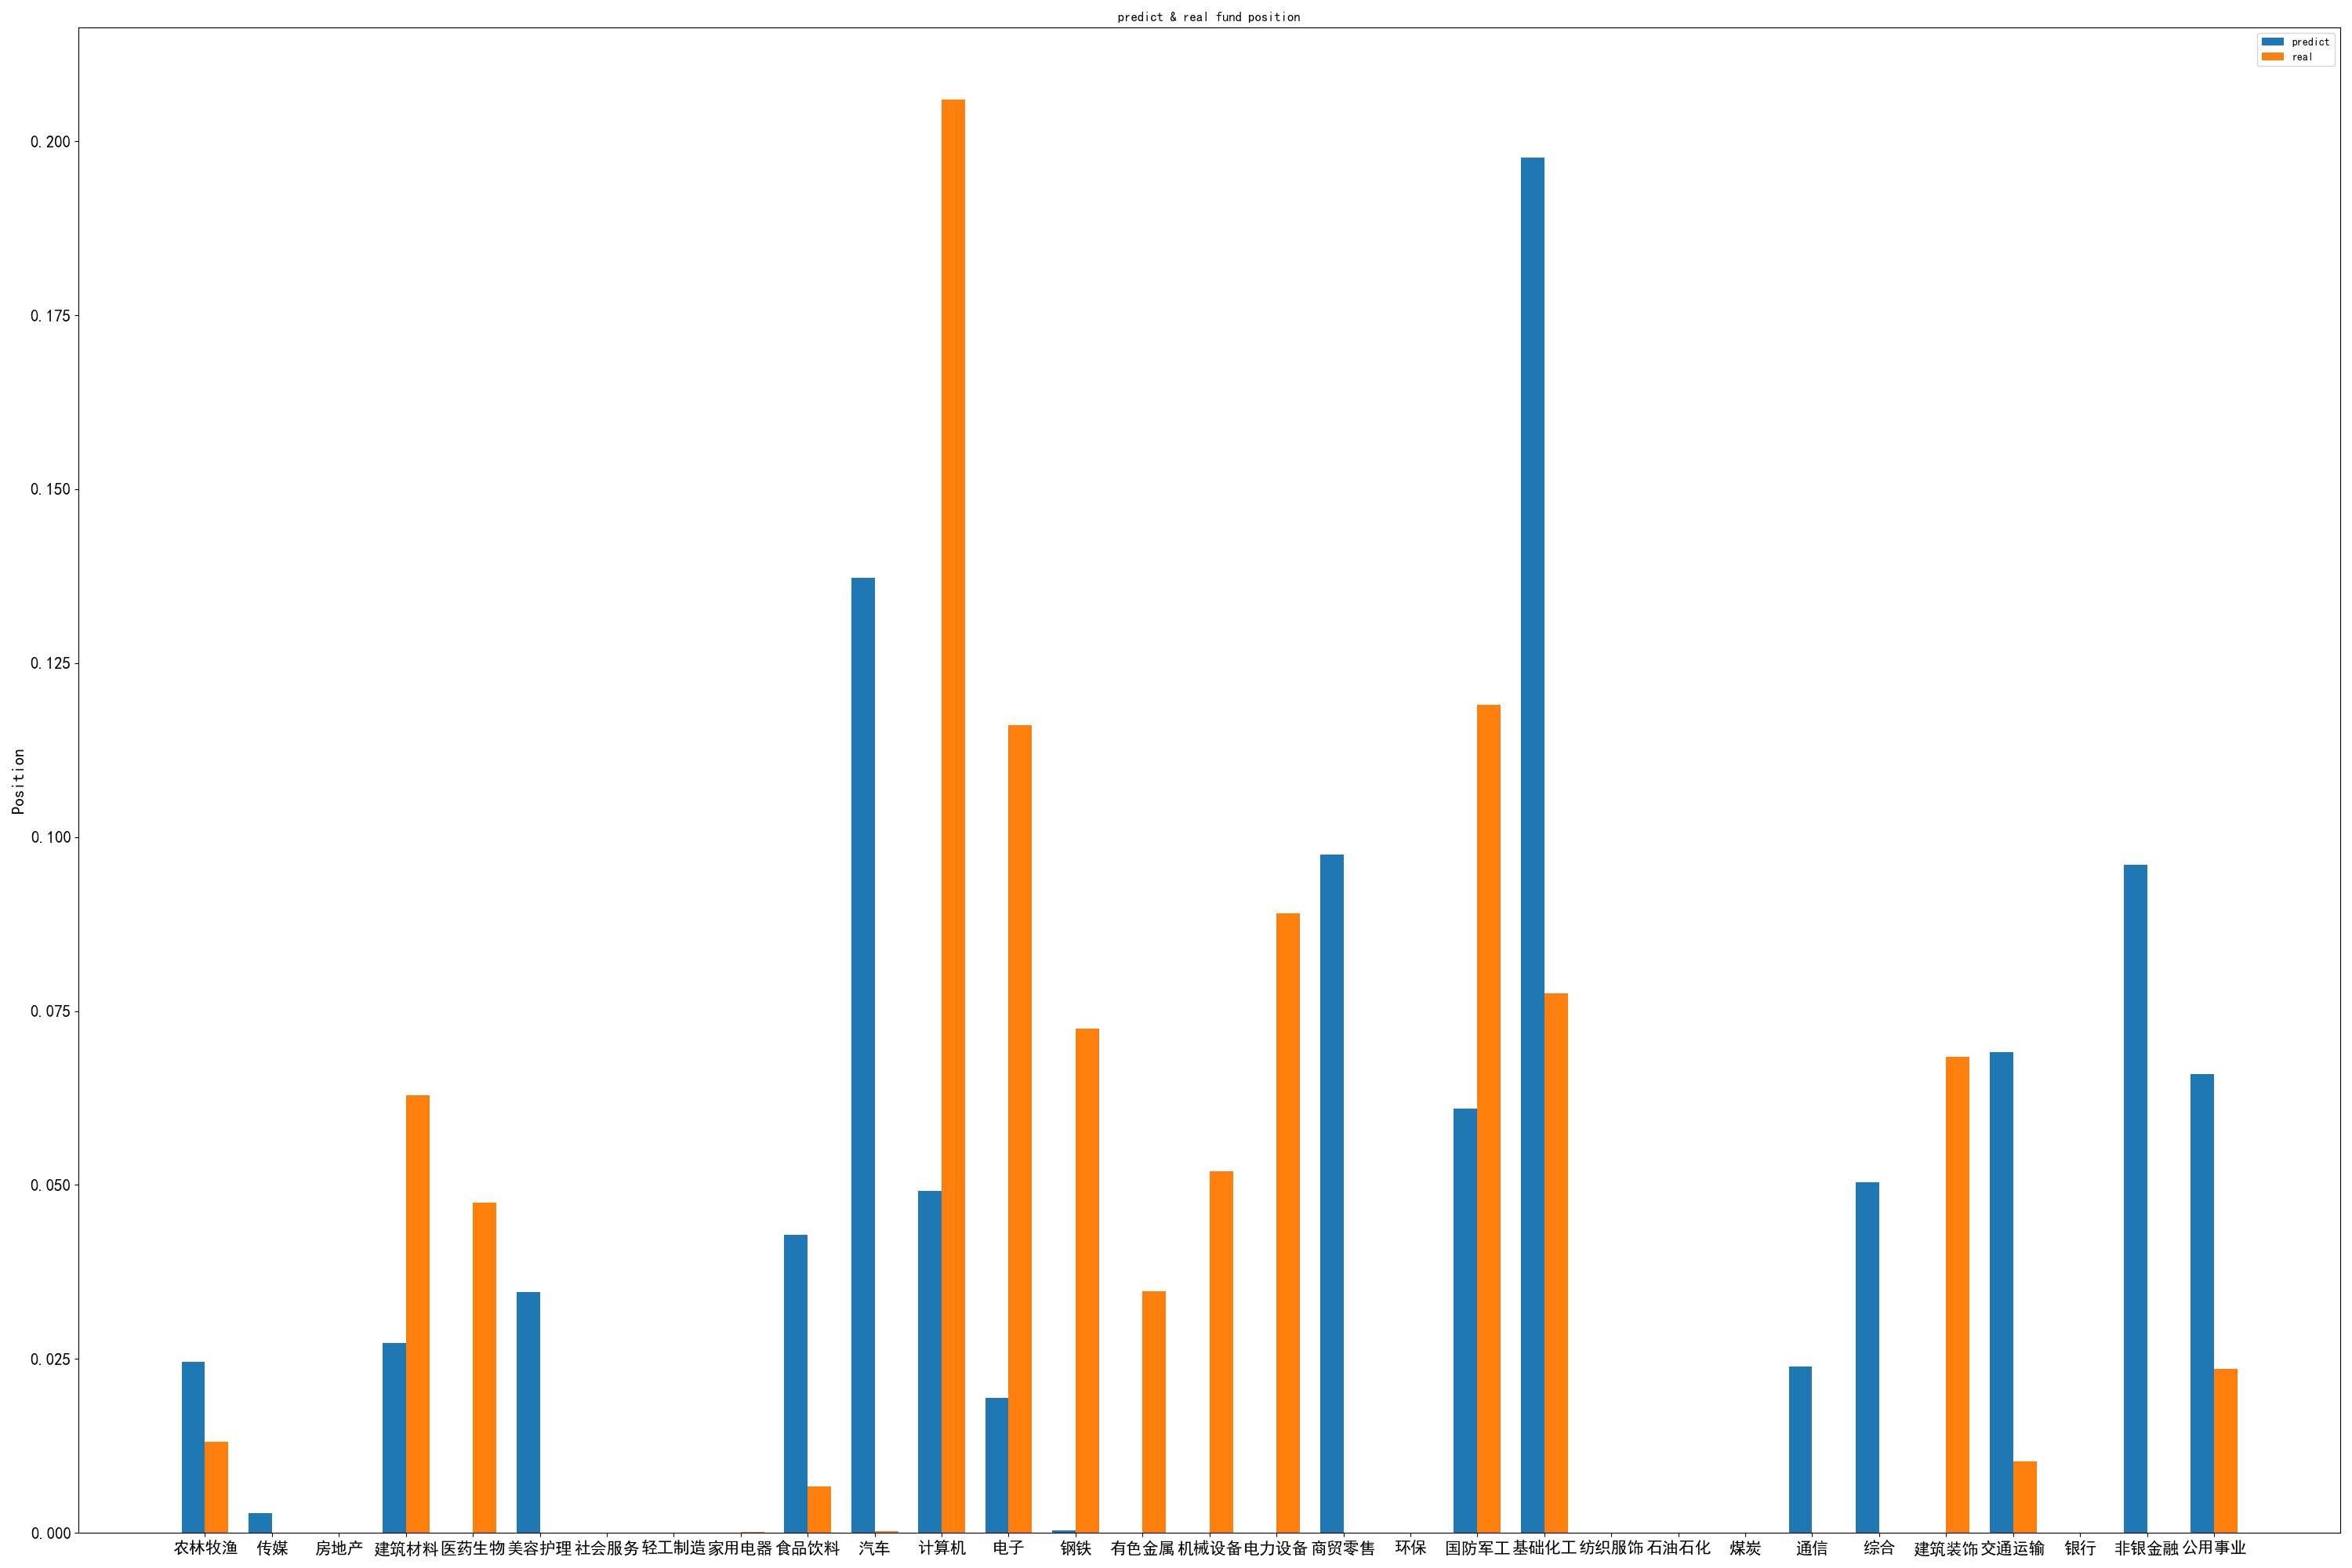 predict & real fund position
predict
real
0.200
0.175
0.150
0.125
0.100
0.075
0.050
0.025
0.000
Position
农林牧渔 传媒 房地产 建筑材料 医药生物 美容护理 社会服务 轻工制造 家用电器 食品饮料 汽车 计算机 电子 钢铁 有色金属 机械设备 电力设备 商贸零售 环保 国防军工 基础化工 纺织服饰 石油石化 煤炭 通信 综合 建筑装饰 交通运输 银行 非银金融 公用事业